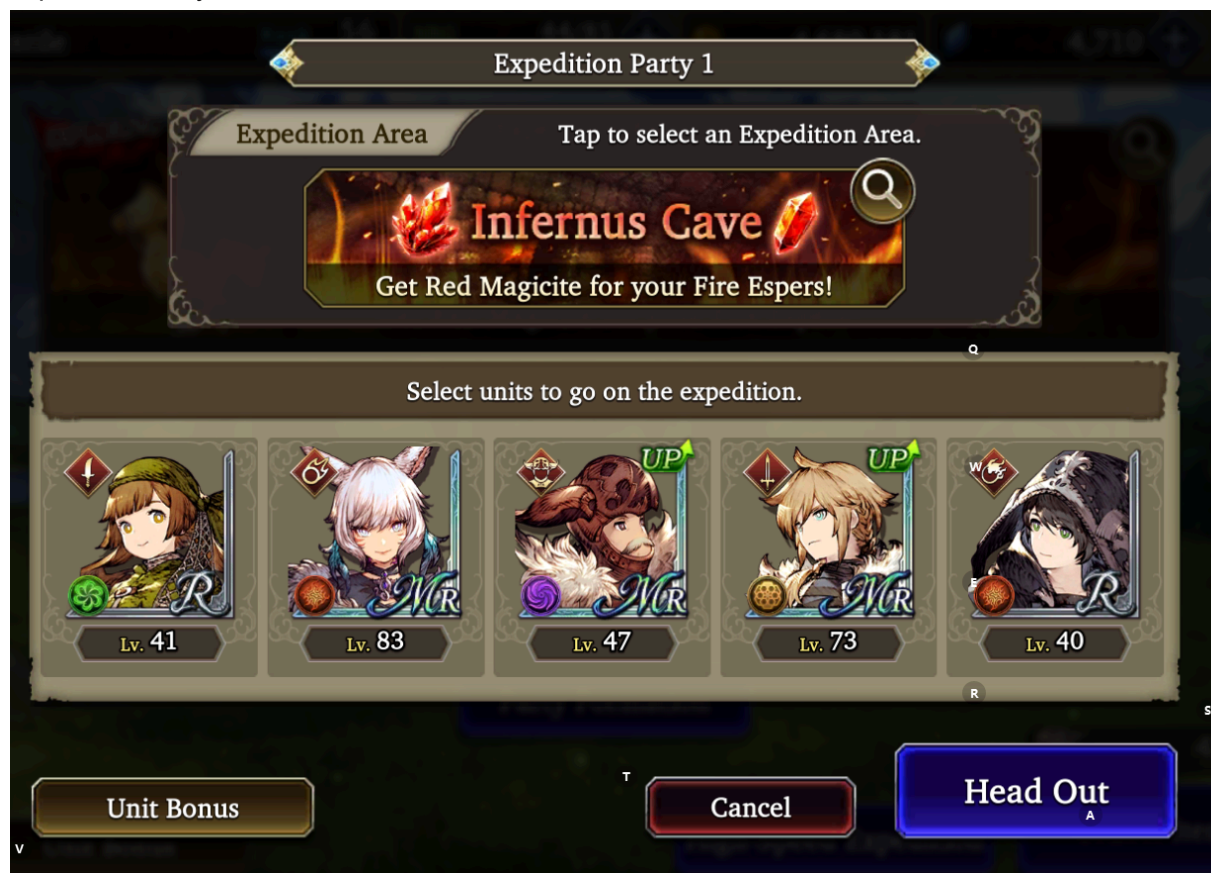 Expedition Party 1
Expedition Area
Tap to select an Expedition Area.
Infernus Cave
Get Red Magicite for your Fire Espers!
Q
Select units to go on the expedition.
UP
UP
W
E
R
MR
MR
MR
R
Lv. 41
Lv. 83
Lv. 47
Lv. 73
Lv. 40
R
S
T
Unit Bonus
Cancel
Head Out
A
V